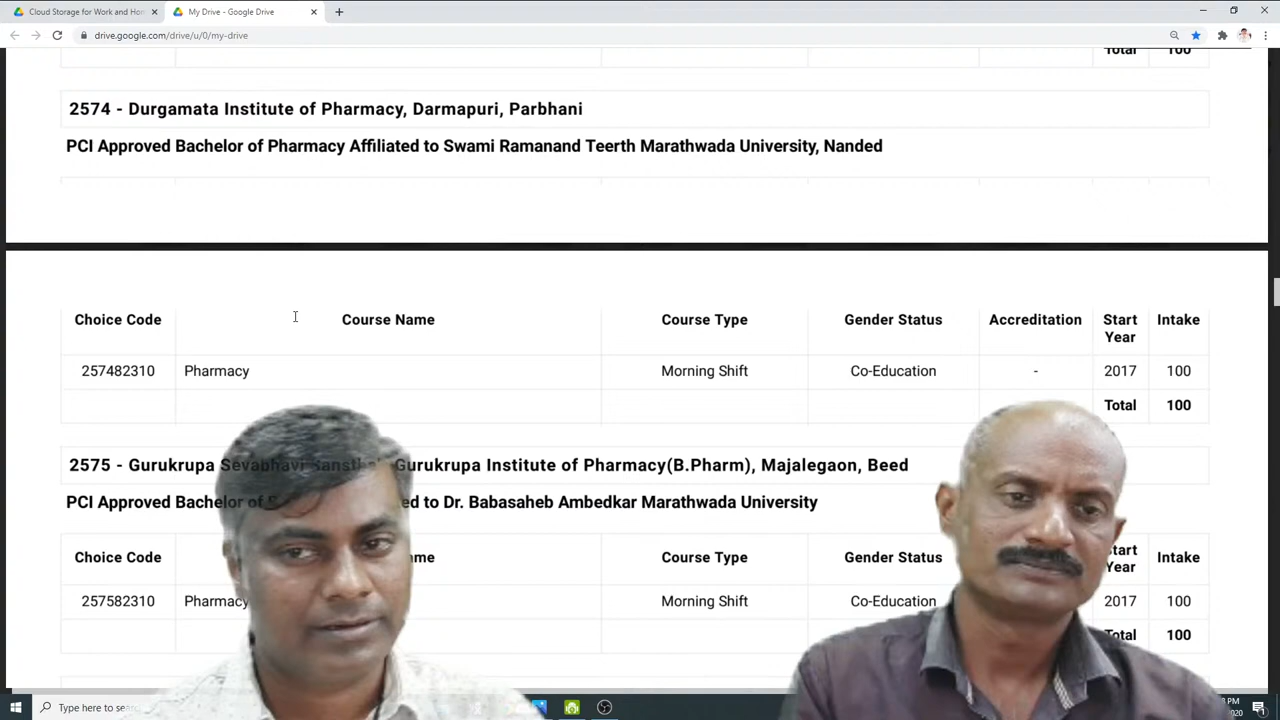 Cloud Storage for Work and Hom
My Drive - Google Drive
drive.google.com/drive/u/0/my-drive
Total 100
2574 - Durgamata Institute of Pharmacy, Darmapuri, Parbhani
PCI Approved Bachelor of Pharmacy Affiliated to Swami Ramanand Teerth Marathwada University, Nanded
Choice Code Course Name Course Type Gender Status Accreditation Start Year Intake
257482310 Pharmacy Morning Shift Co-Education - 2017 100
Total 100
2575 - Gurukrupa Sevabhavi Gurukrupa Institute of Pharmacy(B.Pharm), Majalegaon, Beed
PCI Approved Bachelor of to Dr. Babasaheb Ambedkar Marathwada University
Choice Code Course Type Gender Status Year Intake
257582310 Pharmacy Morning Shift Co-Education 2017 100
Total 100
Type here to